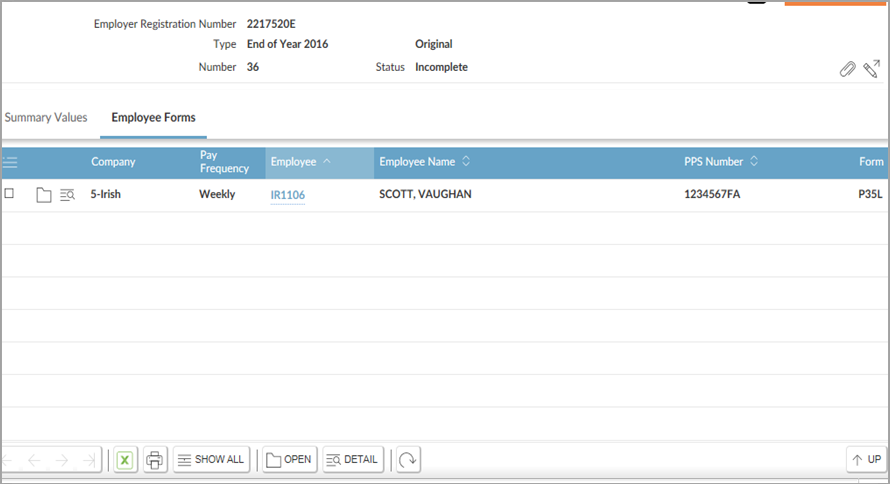 Employer Registration Number 2217520E
Type End of Year 2016 Original
Number 36 Status Incomplete
Summary Values Employee Forms
Company Pay Frequency Employee Employee Name PPS Number Form
5-Irish Weekly IR1106 SCOTT, VAUGHAN 1234567FA P35L
SHOW ALL OPEN DETAIL UP